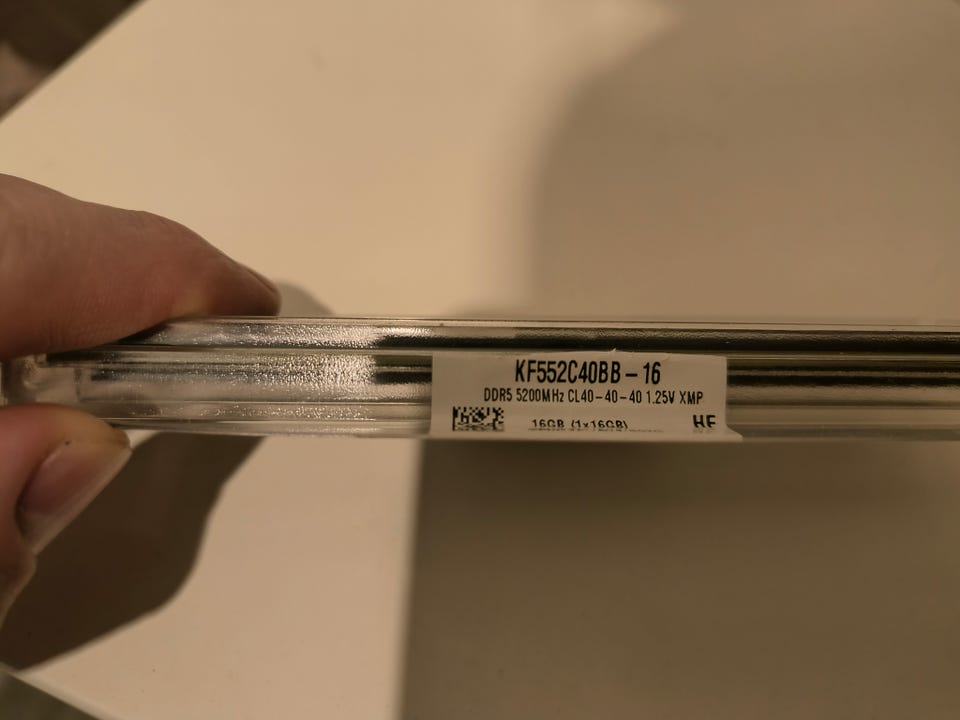 KF552C40BB-16
DDR5 5200MHz CL40-40-40 1.25V XMP
16GB (1x16GB)
HF